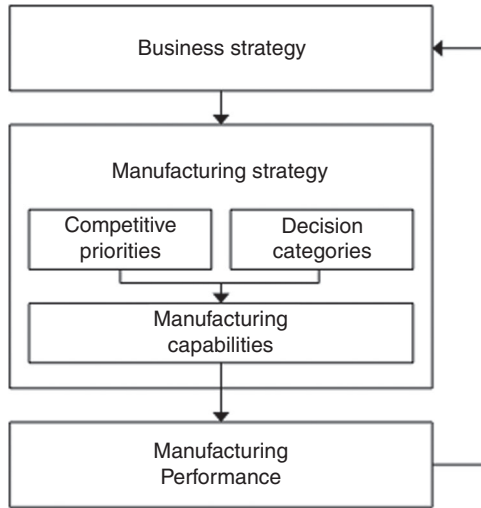 Business strategy
Manufacturing strategy
Competitive
priorities
Decision
categories
Manufacturing
capabilities
Manufacturing
Performance